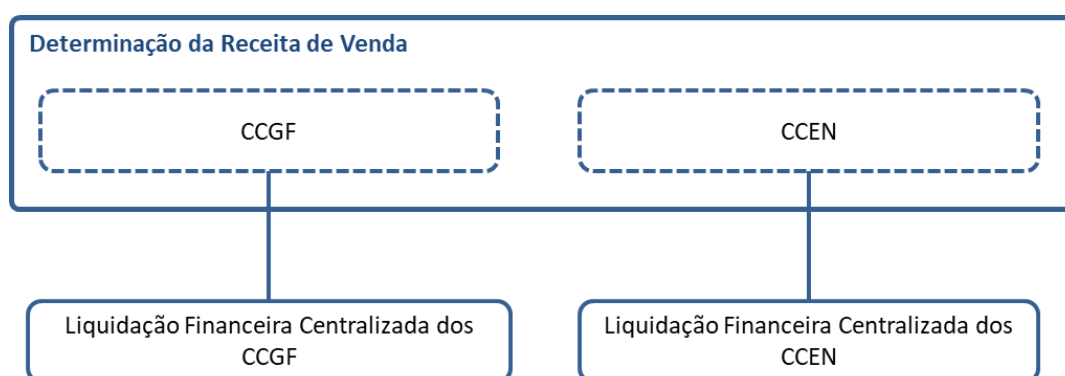 Determinação da Receita de Venda
CCGF
CCEN
Liquidação Financeira Centralizada dos
CCGF
Liquidação Financeira Centralizada dos
CCEN